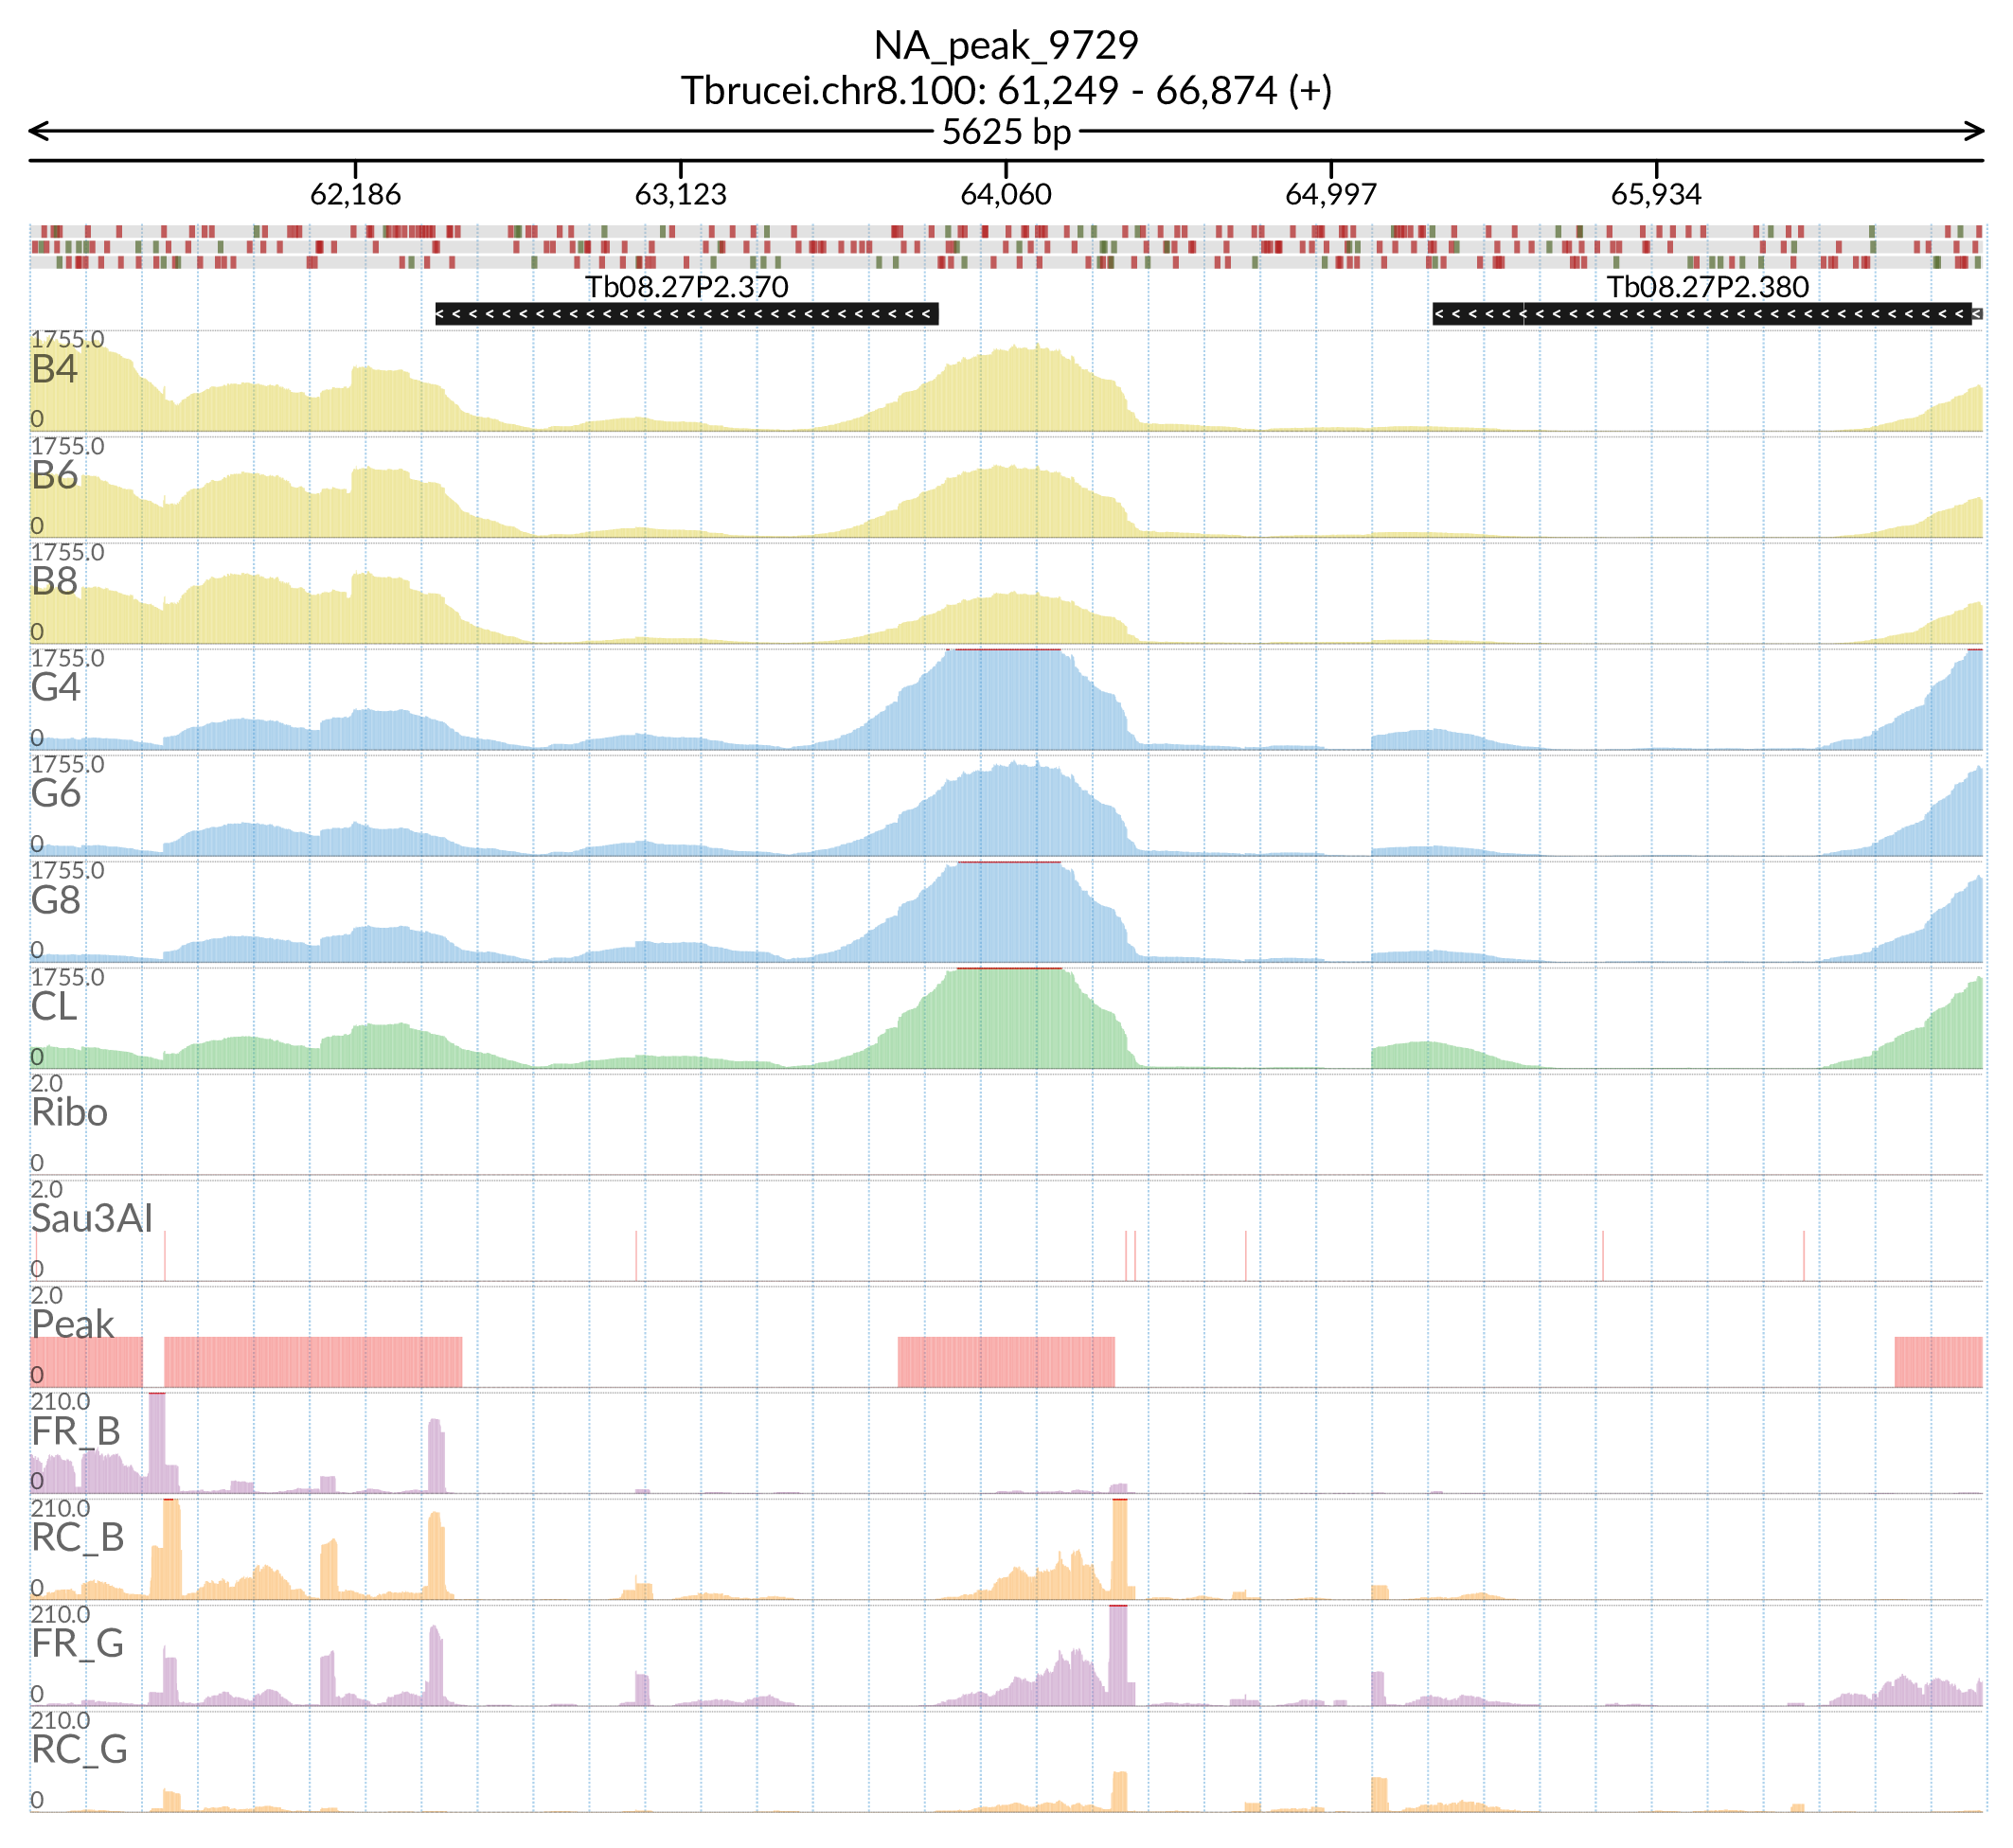 NA_peak_9729
Tbrucei.chr8.100: 61,249 - 66,874 (+)
5625 bp
62,186 63,123 64,060 64,997 65,934
Tb08.27P2.370 Tb08.27P2.380
1755.0
B4
0
1755.0
B6
0
1755.0
B8
0
1755.0
G4
0
1755.0
G6
0
1755.0
G8
0
1755.0
CL
0
2.0
Ribo
0
2.0
Sau3AI
0
2.0
Peak
0
210.0
FR_B
0
210.0
RC_B
0
210.0
FR_G
0
210.0
RC_G
0